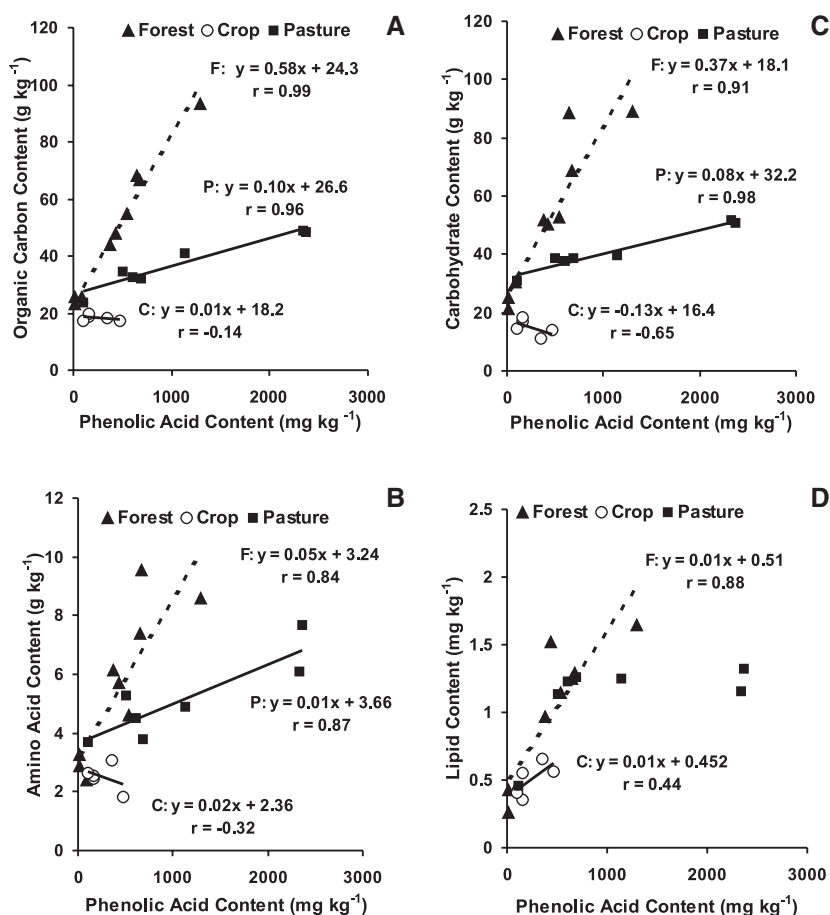 A
▲Forest ○Crop ■Pasture
120
100
80
60
40
20
0
Organic Carbon Content (g kg⁻¹)
F: y = 0.58x + 24.3
r = 0.99
P: y = 0.10x + 26.6
r = 0.96
C: y = 0.01x + 18.2
r = -0.14
0 1000 2000 3000
Phenolic Acid Content (mg kg⁻¹)
C
▲Forest ○Crop ■Pasture
120
100
80
60
40
20
0
Carbohydrate Content (g kg⁻¹)
F: y = 0.37x + 18.1
r = 0.91
P: y = 0.08x + 32.2
r = 0.98
C: y = -0.13x + 16.4
r = -0.65
0 1000 2000 3000
Phenolic Acid Content (mg kg⁻¹)
B
▲Forest ○Crop ■Pasture
12
10
8
6
4
2
0
Amino Acid Content (g kg⁻¹)
F: y = 0.05x + 3.24
r = 0.84
P: y = 0.01x + 3.66
r = 0.87
C: y = 0.02x + 2.36
r = -0.32
0 1000 2000 3000
Phenolic Acid Content (mg kg⁻¹)
D
▲Forest ○Crop ■Pasture
2.5
2
1.5
1
0.5
0
Lipid Content (mg kg⁻¹)
F: y = 0.01x + 0.51
r = 0.88
C: y = 0.01x + 0.452
r = 0.44
0 1000 2000 3000
Phenolic Acid Content (mg kg⁻¹)